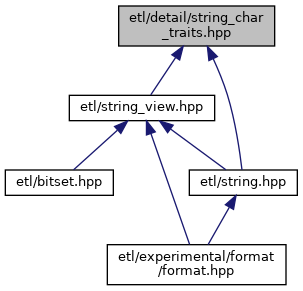 etl/detail/string_char
_traits.hpp
etl/string_view.hpp
etl/bitset.hpp
etl/string.hpp
etl/experimental/format
/format.hpp